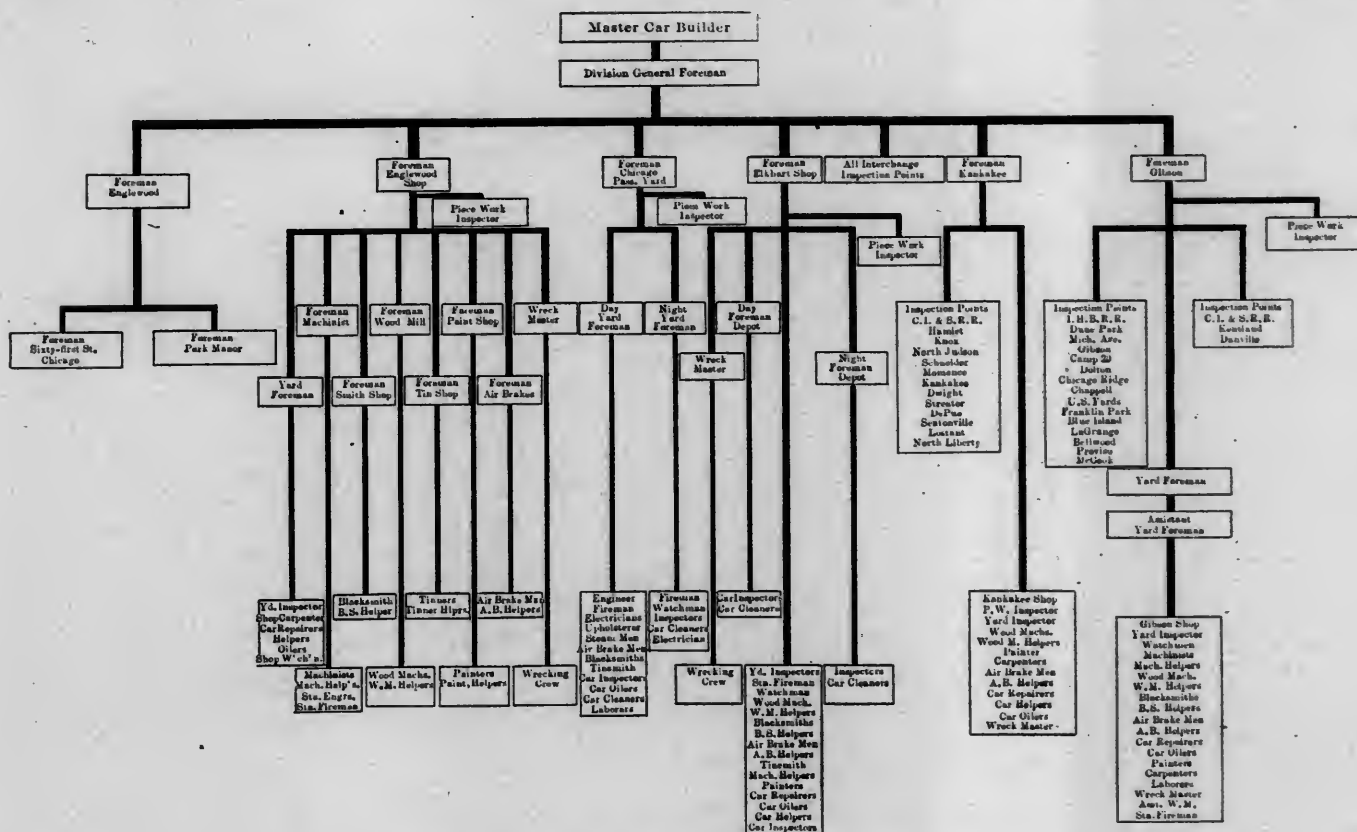 Master Car Builder
Division General Foreman
Foreman
Englewood
Foreman
Englewood
Shop
Foreman
Chicago
Pass. Yard
Foreman
Elkhart Shop
All Interchange
Inspection Points
Foreman
Kankakee
Foreman
Gibson
Piece Work
Inspector
Piece Work
Inspector
Piece Work
Inspector
Piece Work
Inspector
Foreman
Sixty-first St.,
Chicago
Foreman
Park Manor
Yard
Foreman
Foreman
Machinist
Foreman
Smith Shop
Foreman
Wood Mill
Foreman
Tin Shop
Foreman
Paint Shop
Foreman
Air Brakes
Wreck
Master
Day
Yard
Foreman
Night
Yard
Foreman
Wreck
Master
Day
Foreman
Depot
Night
Foreman
Depot
Inspection Points
C.I. & S.R.R.
Hamlet
Knox
North Judson
Schneider
Momence
Kankakee
Dwight
Streator
DePue
Seatonville
Lostant
North Liberty
Inspection Points
I.H.B.R.R.
Dune Park
Mich. Ave.
Gibson
Camp 20
Dolton
Chicago Ridge
Chappell
U.S. Yards
Franklin Park
Blue Island
LaGrange
Bellwood
Proviso
McCook
Inspection Points
C.I. & S.R.R.
Kentland
Danville
Yard Foreman
Assistant
Yard Foreman
Yd. Inspector
Shop Carpenter
Car Repairers
Helpers
Oilers
Shop W'ch'n.
Machinists
Mach. Help's.
Sta. Engrs.
Sta. Fireman
Blacksmith
B.S. Helper
Wood Machs.
W.M. Helpers
Tinners
Tinner Hlprs.
Painters
Paint. Helpers
Air Brake Men
A.B. Helpers
Wrecking
Crew
Engineer
Fireman
Electricians
Upholsterer
Steam Men
Air Brake Men
Blacksmiths
Tinsmith
Car Inspectors
Car Oilers
Car Cleaners
Laborers
Fireman
Watchman
Inspectors
Car Cleaners
Electrician
Wrecking
Crew
Car Inspectors
Car Cleaners
Yd. Inspectors
Sta. Fireman
Watchman
Wood Mach.
W.M. Helpers
Blacksmiths
B.S. Helpers
Air Brake Men
A.B. Helpers
Tinsmith
Mach. Helpers
Painters
Car Repairers
Car Oilers
Car Helpers
Car Inspectors
Inspectors
Car Cleaners
Kankakee Shop
P.W. Inspector
Yard Inspector
Wood Machs.
Wood M. Helpers
Painter
Carpenters
Air Brake Men
A.B. Helpers
Car Repairers
Car Helpers
Car Oilers
Wreck Master
Gibson Shop
Yard Inspector
Watchmen
Machinists
Mach. Helpers
Wood Mach.
W.M. Helpers
Blacksmiths
B.S. Helpers
Air Brake Men
A.B. Helpers
Car Repairers
Car Oilers
Painters
Carpenters
Laborers
Wreck Master
Asst. W.M.
Sta. Fireman